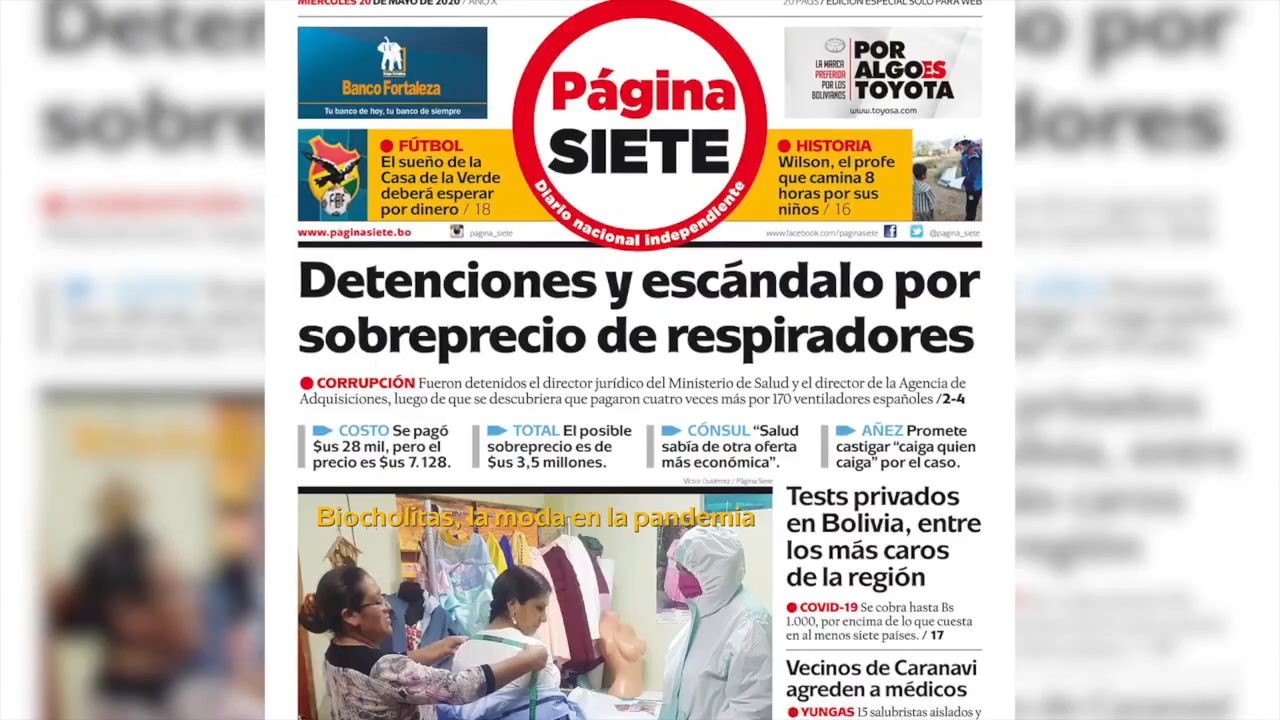 MIÉRCOLES 20 DE MAYO DE 2020 / AÑO X
20 PÁGS / EDICIÓN ESPECIAL SOLO PARA WEB
Banco Fortaleza
Tu banco de hoy, tu banco de siempre
Página
SIETE
Diario nacional independiente
LA MARCA
PREFERIDA
POR LOS
BOLIVIANOS
POR
ALGOES
TOYOTA
www.toyosa.com
FÚTBOL
El sueño de la
Casa de la Verde
deberá esperar
por dinero / 18
FBF
HISTORIA
Wilson, el profe
que camina 8
horas por sus
niños / 16
www.paginasiete.bo
pagina_siete
www.facebook.com/paginasiete
@pagina_siete
Detenciones y escándalo por
sobreprecio de respiradores
CORRUPCIÓN Fueron detenidos el director jurídico del Ministerio de Salud y el director de la Agencia de
Adquisiciones, luego de que se descubriera que pagaron cuatro veces más por 170 ventiladores españoles /2-4
COSTO Se pagó
$us 28 mil, pero el
precio es $us 7.128.
TOTAL El posible
sobreprecio es de
$us 3,5 millones.
CÓNSUL “Salud
sabía de otra oferta
más económica”.
AÑEZ Promete
castigar “caiga quien
caiga” por el caso.
Víctor Gutiérrez / Página Siete
Biocholitas, la moda en la pandemia
Tests privados
en Bolivia, entre
los más caros
de la región
COVID-19 Se cobra hasta Bs
1.000, por encima de lo que cuesta
en al menos siete países. / 17
Vecinos de Caranavi
agreden a médicos
YUNGAS 15 salubristas aislados y